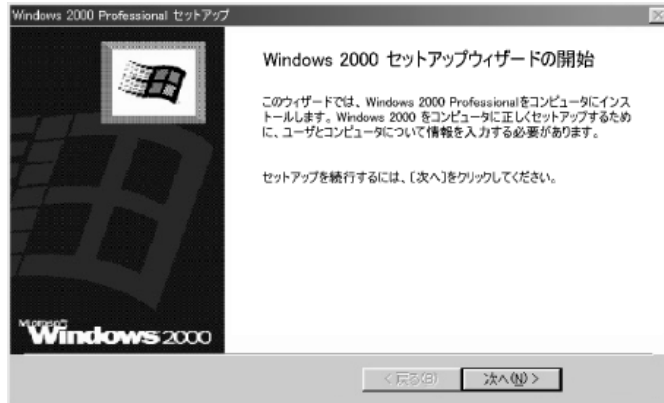 Windows 2000 Professional セットアップ
Windows 2000 セットアップウィザードの開始
このウィザードでは、Windows 2000 Professionalをコンピュータにインス
トールします。Windows 2000 をコンピュータに正しくセットアップするため
に、ユーザとコンピュータについて情報を入力する必要があります。
セットアップを続行するには、[次へ]をクリックしてください。
Microsoft
Windows 2000
< 戻る(B)
次へ(N) >